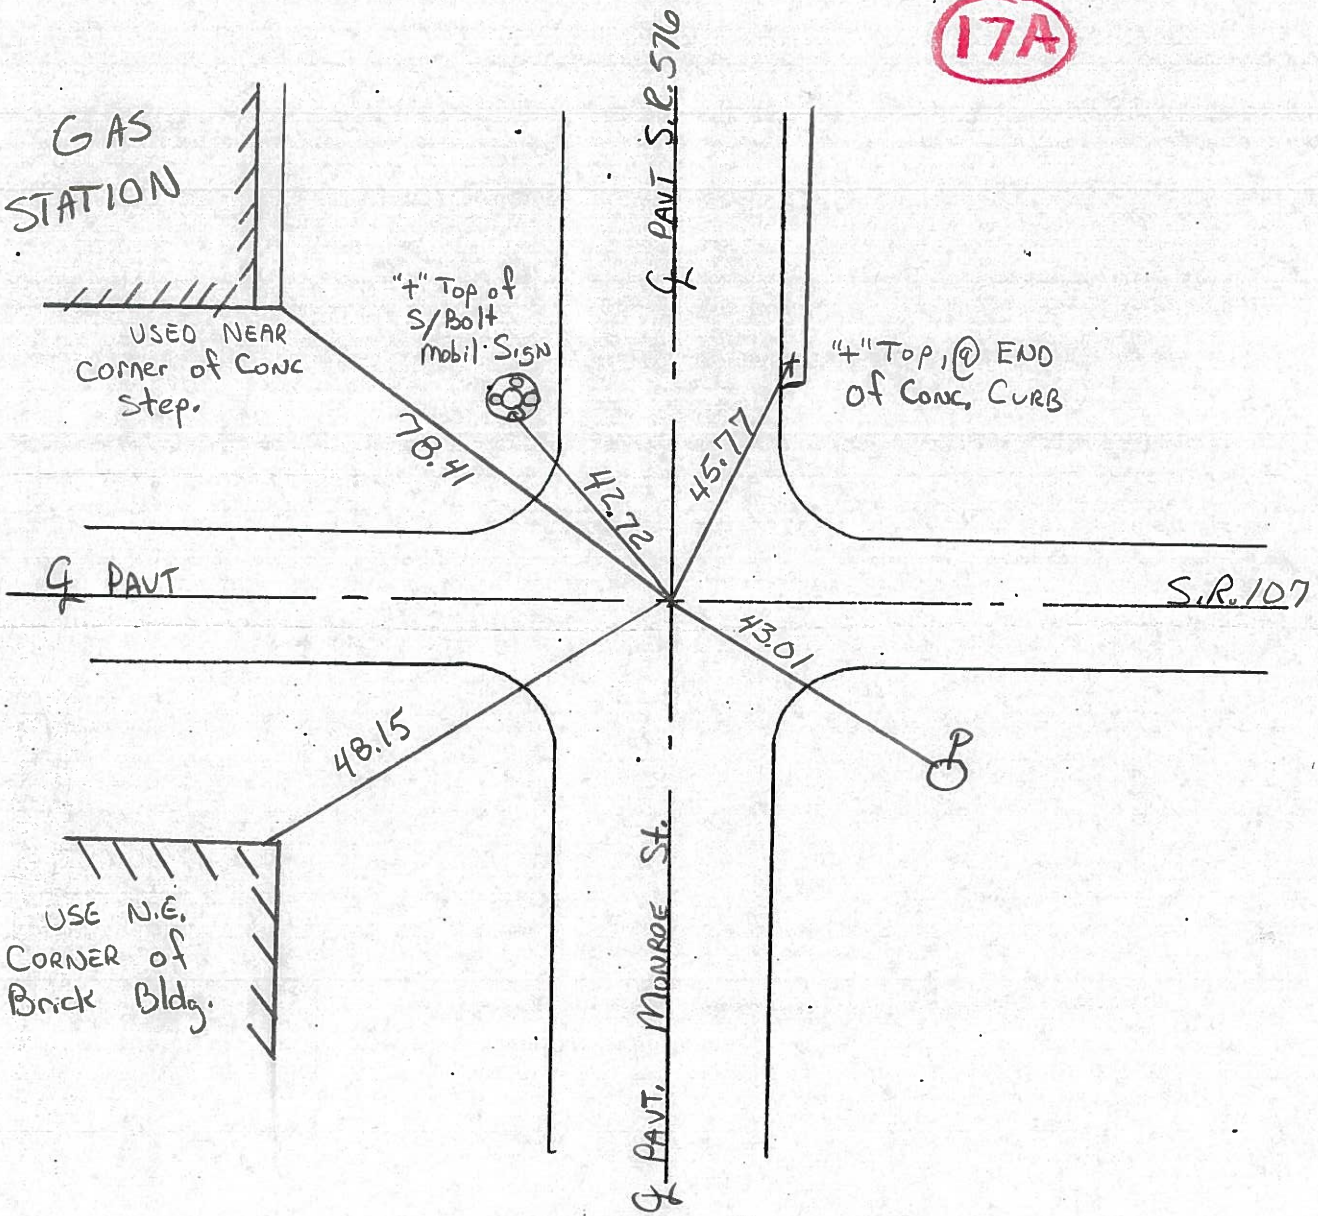 17A
℄ PAVT S.R. 576
GAS
STATION
"+" Top of
S/Bolt
Mobil Sign
USED NEAR
Corner of Conc
Step.
"+" Top, @ END
of Conc. CURB
78.41
42.72
45.77
℄ PAVT
S.R. 107
43.01
48.15
P
USE N.E.
CORNER of
Brick Bldg.
℄ PAVT. MONROE St.